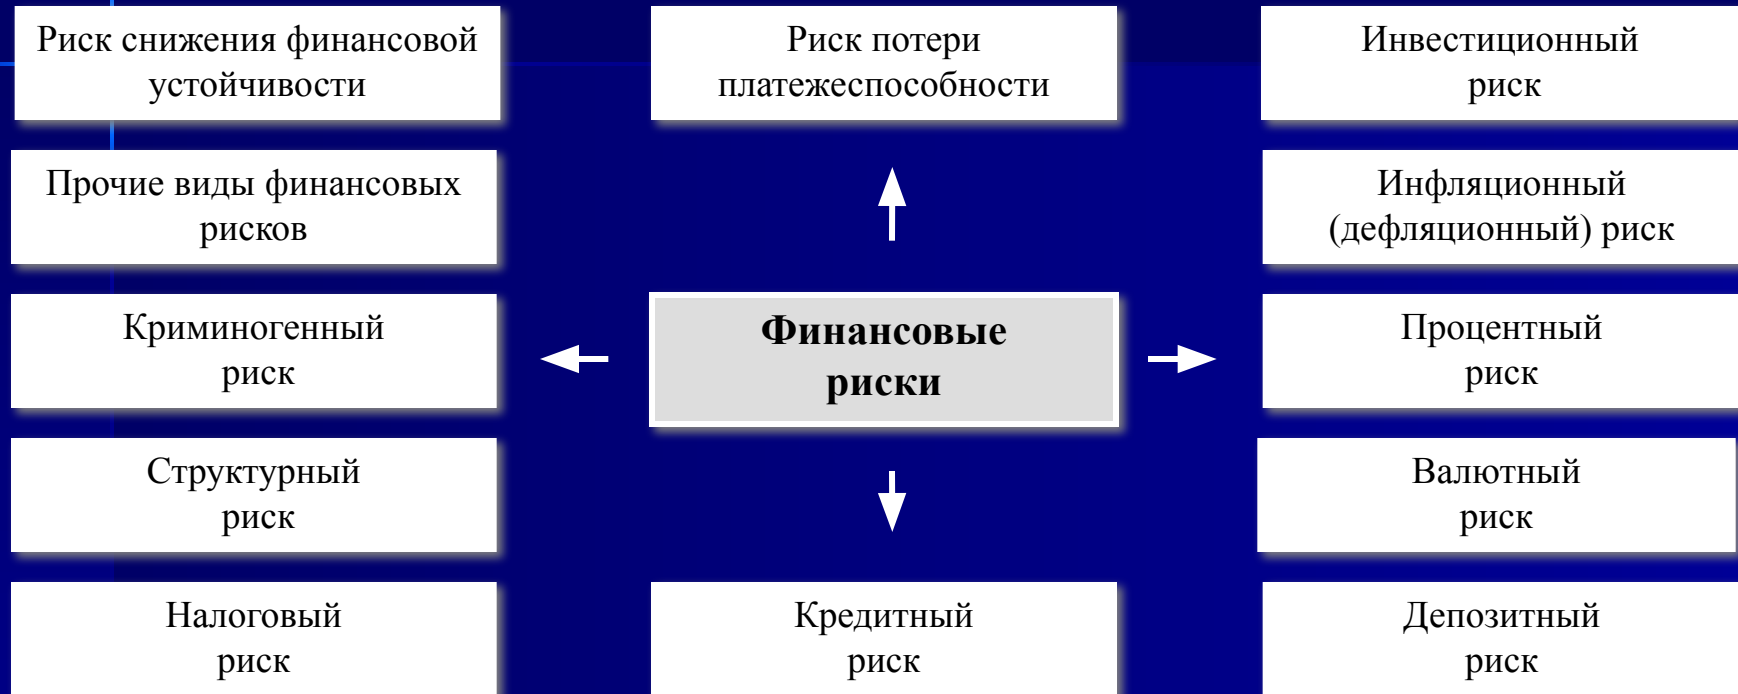 Риск снижения финансовой
устойчивости
Риск потери
платежеспособности
Инвестиционный
риск
Прочие виды финансовых
рисков
Инфляционный
(дефляционный) риск
Криминогенный
риск
Финансовые
риски
Процентный
риск
Структурный
риск
Валютный
риск
Налоговый
риск
Кредитный
риск
Депозитный
риск